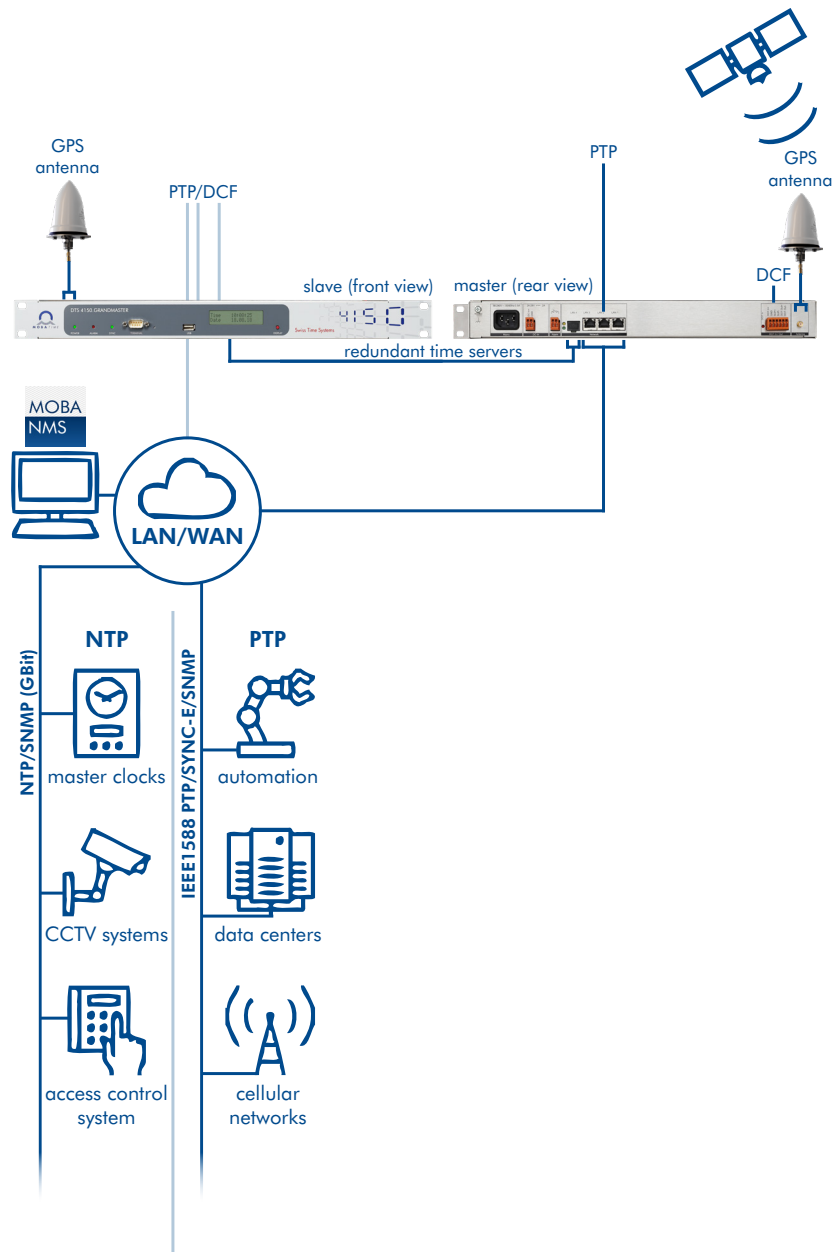 GPS
antenna
PTP/DCF
PTP
GPS
antenna
DCF
slave (front view)
master (rear view)
MOBATIME
DTS 4150 GRANDMASTER
Swiss Time Systems
4150
redundant time servers
MOBA
NMS
LAN/WAN
NTP/SNMP (GBit)
NTP
IEEE1588 PTP/SYNC-E/SNMP
PTP
master clocks
automation
CCTV systems
data centers
access control
system
cellular
networks